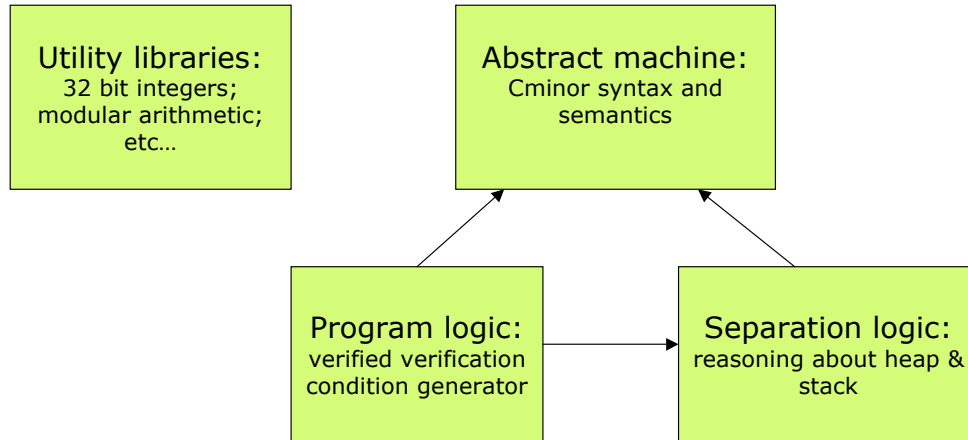 Utility libraries:
32 bit integers;
modular arithmetic;
etc…
Abstract machine:
Cminor syntax and
semantics
Program logic:
verified verification
condition generator
Separation logic:
reasoning about heap &
stack